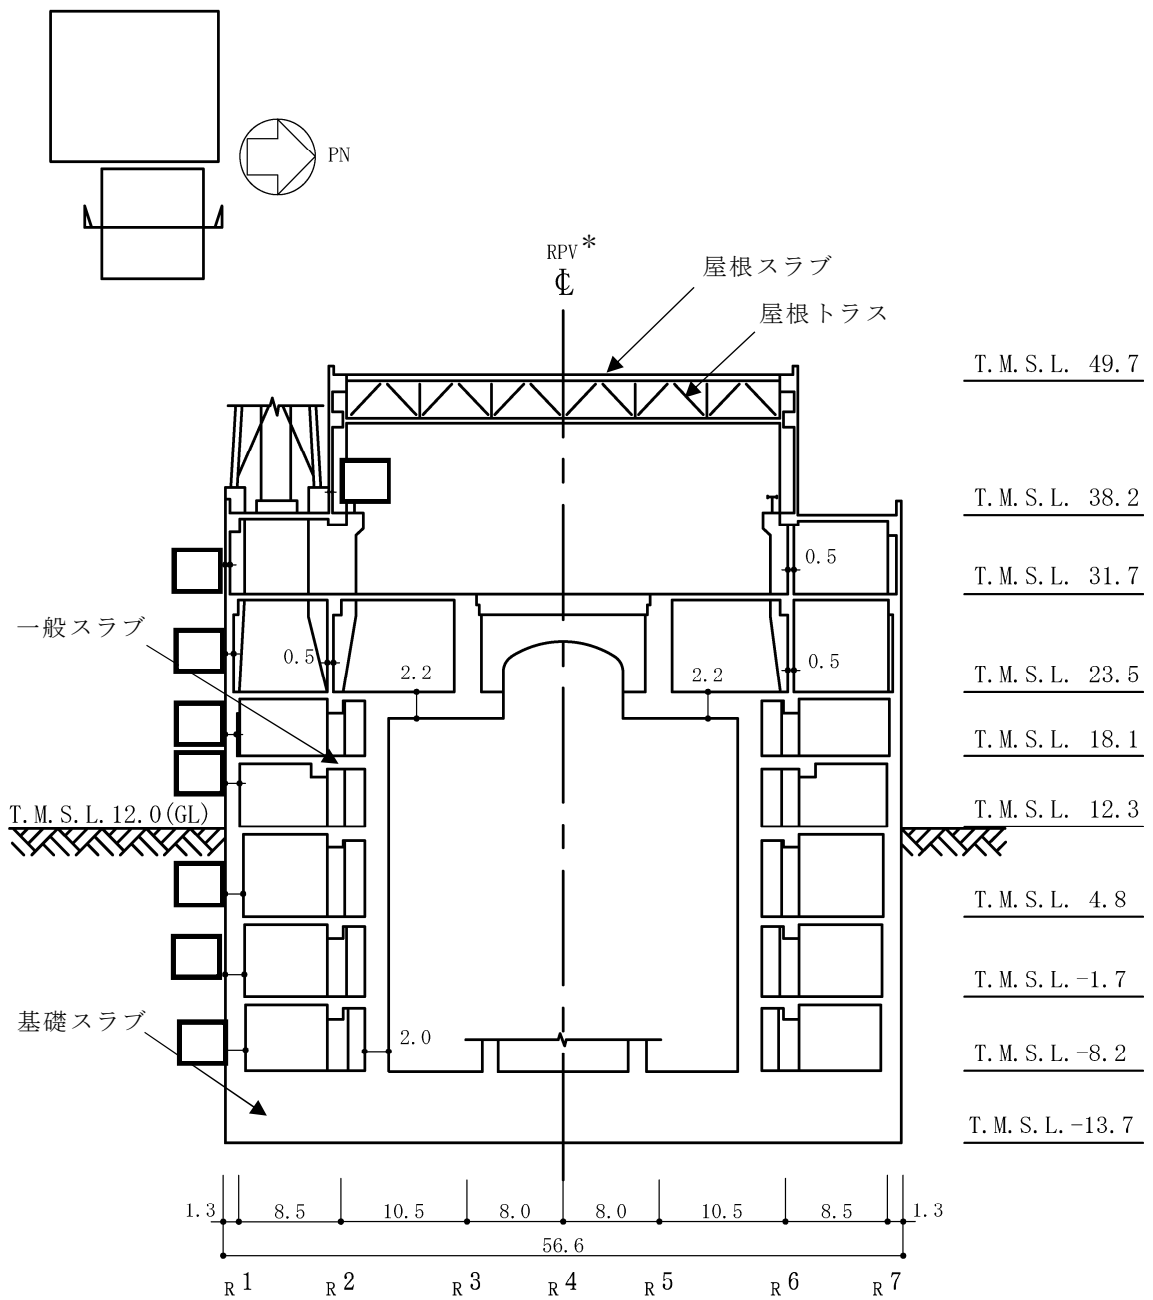 PN
RPV*
℄
屋根スラブ
屋根トラス
T.M.S.L. 49.7
T.M.S.L. 38.2
0.5
T.M.S.L. 31.7
一般スラブ
0.5
2.2
2.2
0.5
T.M.S.L. 23.5
T.M.S.L. 18.1
T.M.S.L.12.0(GL)
T.M.S.L. 12.3
T.M.S.L. 4.8
T.M.S.L.-1.7
基礎スラブ
2.0
T.M.S.L.-8.2
T.M.S.L.-13.7
1.3 8.5 10.5 8.0 8.0 10.5 8.5 1.3
56.6
R1 R2 R3 R4 R5 R6 R7